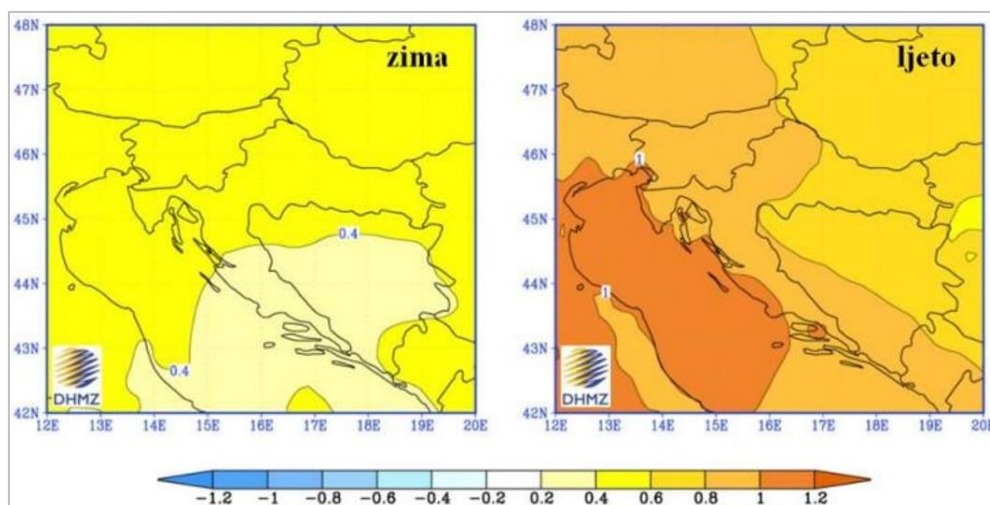 zima
48N
47N
46N
45N
44N
43N
42N
12E 13E 14E 15E 16E 17E 18E 19E 20E
0.4
0.4
DHMZ
ljeto
48N
47N
46N
45N
44N
43N
42N
12E 13E 14E 15E 16E 17E 18E 19E 20E
1
1
DHMZ
-1.2 -1 -0.8 -0.6 -0.4 -0.2 0.2 0.4 0.6 0.8 1 1.2